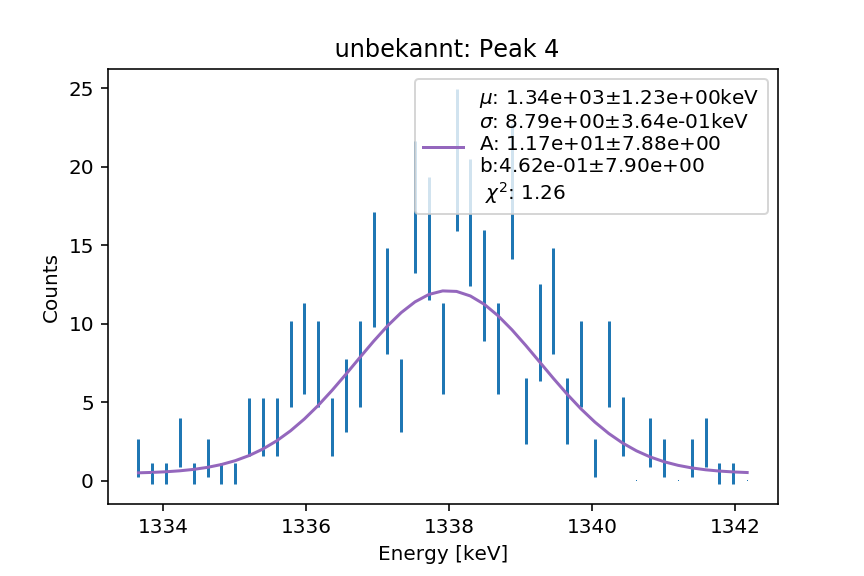 unbekannt: Peak 4
μ: 1.34e+03±1.23e+00keV
σ: 8.79e+00±3.64e-01keV
A: 1.17e+01±7.88e+00
b:4.62e-01±7.90e+00
χ²: 1.26
25
20
15
10
5
0
Counts
1334 1336 1338 1340 1342
Energy [keV]